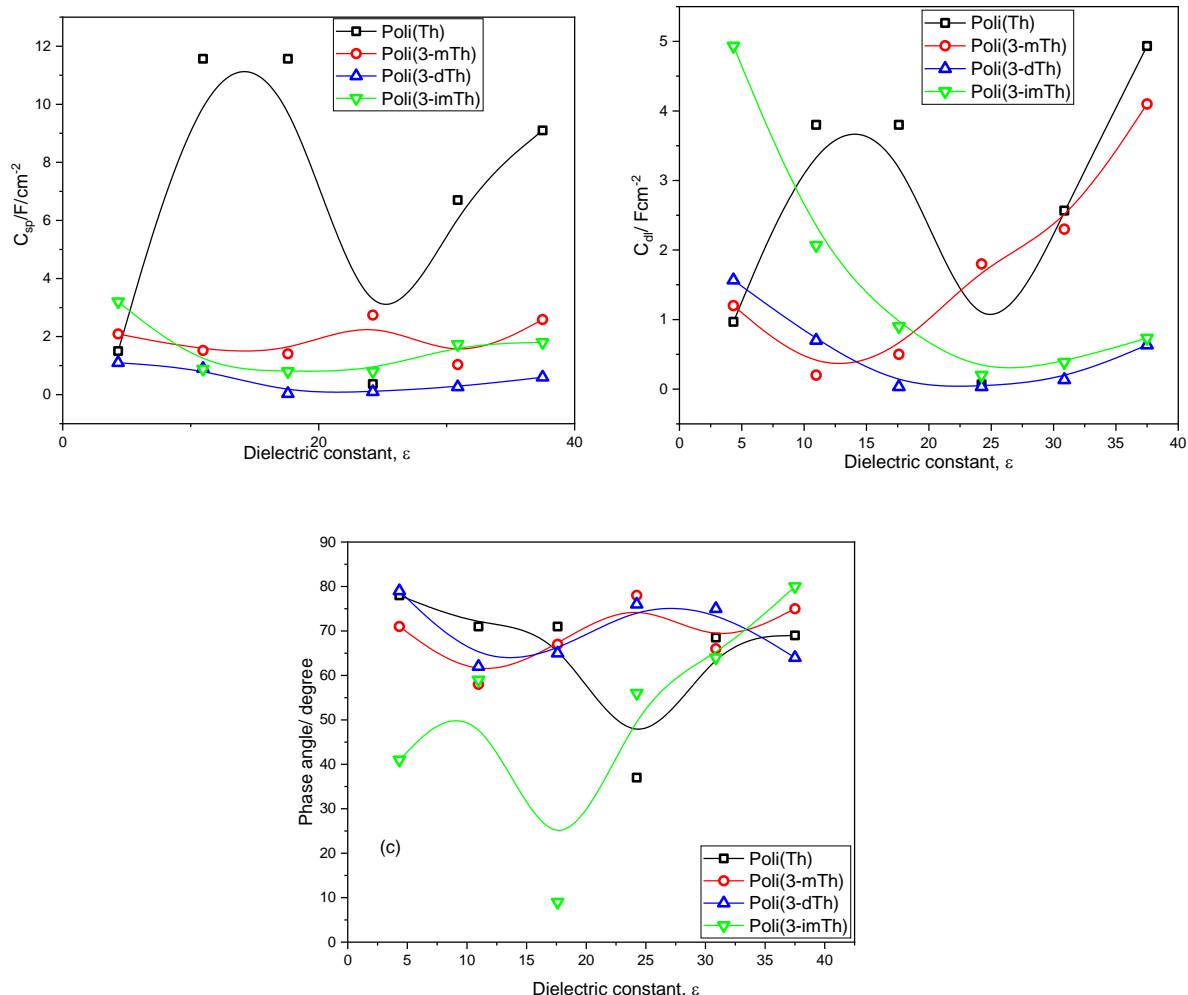 Poli(Th)
Poli(3-mTh)
Poli(3-dTh)
Poli(3-imTh)
12
10
8
6
4
2
0
C_sp/F/cm⁻²
0
20
40
Dielectric constant, ε
Poli(Th)
Poli(3-mTh)
Poli(3-dTh)
Poli(3-imTh)
5
4
3
2
1
0
C_dl/ Fcm⁻²
0
5
10
15
20
25
30
35
40
Dielectric constant, ε
90
80
70
60
50
40
30
20
10
0
Phase angle/ degree
(c)
Poli(Th)
Poli(3-mTh)
Poli(3-dTh)
Poli(3-imTh)
0
5
10
15
20
25
30
35
40
Dielectric constant, ε